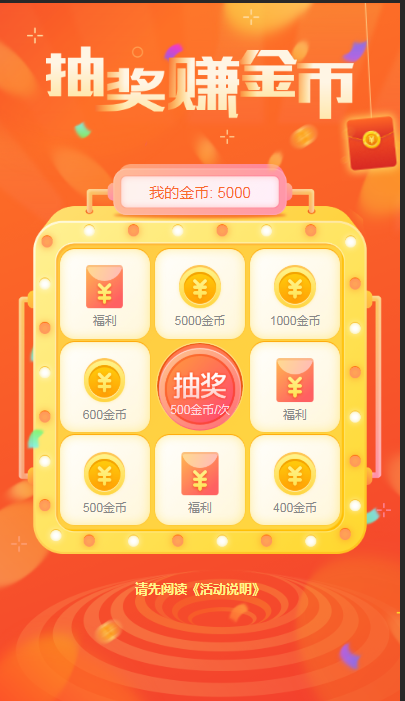 抽奖赚金币
我的金币: 5000
福利
5000金币
1000金币
600金币
抽奖
500金币/次
福利
500金币
福利
400金币
请先阅读《活动说明》